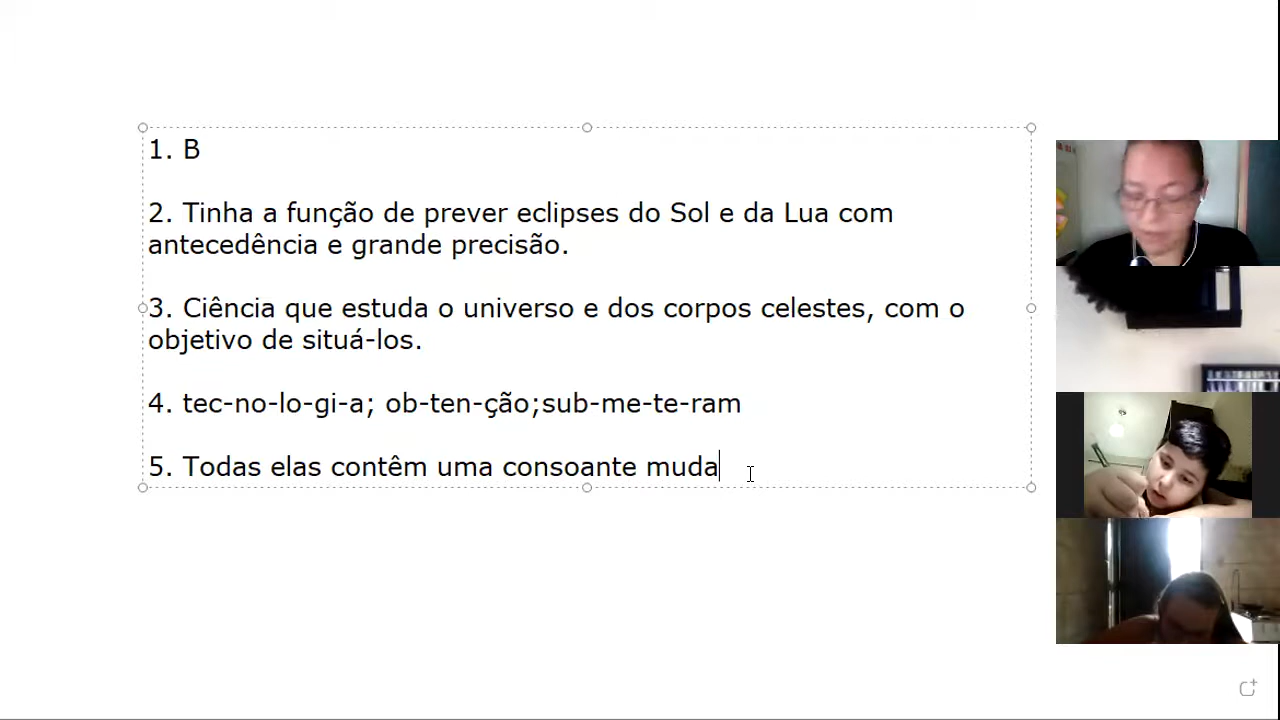 1. B
2. Tinha a função de prever eclipses do Sol e da Lua com
antecedência e grande precisão.
3. Ciência que estuda o universo e dos corpos celestes, com o
objetivo de situá-los.
4. tec-no-lo-gi-a; ob-ten-ção;sub-me-te-ram
5. Todas elas contêm uma consoante muda